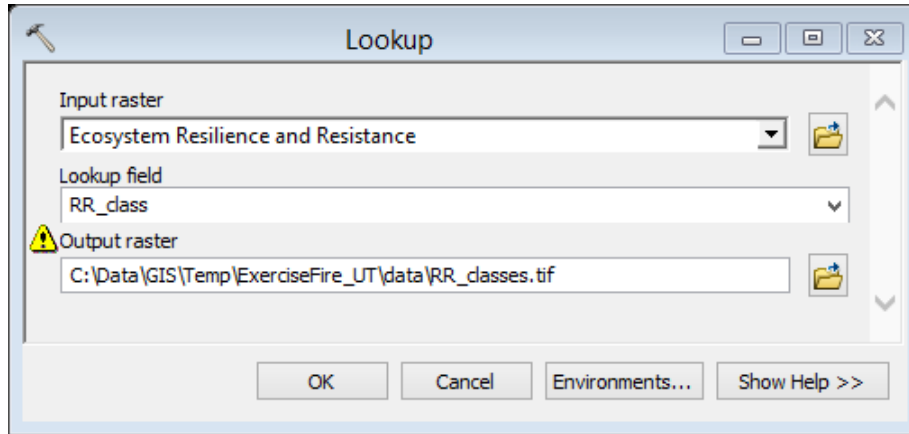 Lookup
Input raster
Ecosystem Resilience and Resistance
Lookup field
RR_class
Output raster
C:\Data\GIS\Temp\ExerciseFire_UT\data\RR_classes.tif
OK Cancel Environments... Show Help >>